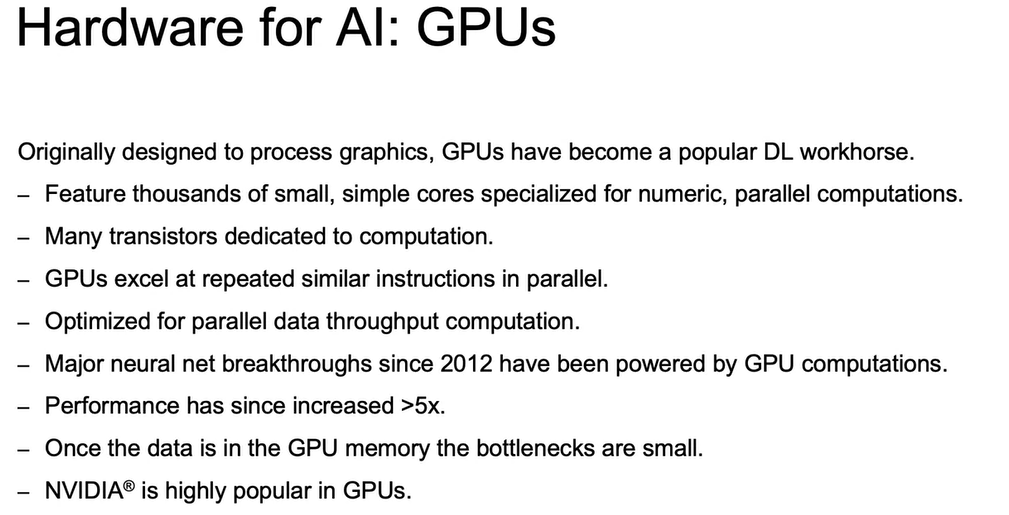 Hardware for AI: GPUs
Originally designed to process graphics, GPUs have become a popular DL workhorse.
– Feature thousands of small, simple cores specialized for numeric, parallel computations.
– Many transistors dedicated to computation.
– GPUs excel at repeated similar instructions in parallel.
– Optimized for parallel data throughput computation.
– Major neural net breakthroughs since 2012 have been powered by GPU computations.
– Performance has since increased >5x.
– Once the data is in the GPU memory the bottlenecks are small.
– NVIDIA® is highly popular in GPUs.